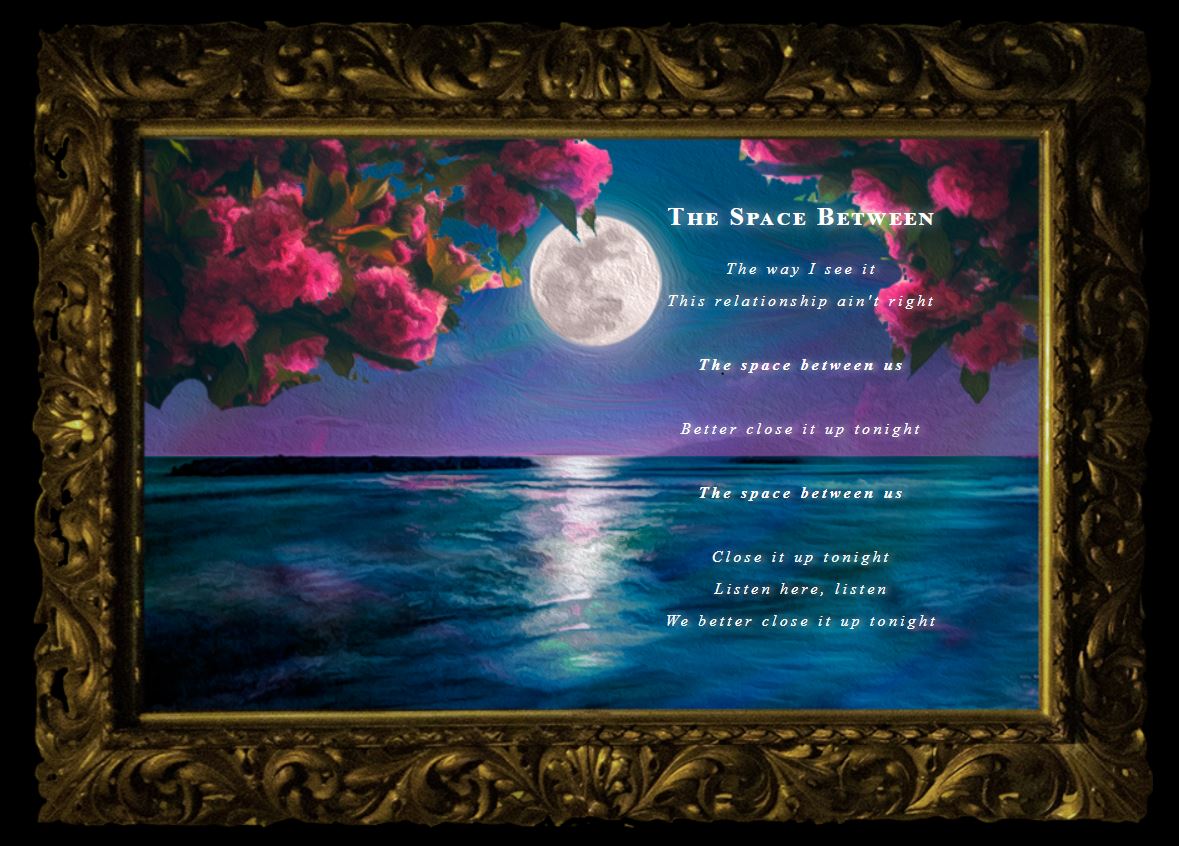 The Space Between
The way I see it
This relationship ain't right
The space between us
Better close it up tonight
The space between us
Close it up tonight
Listen here, listen
We better close it up tonight